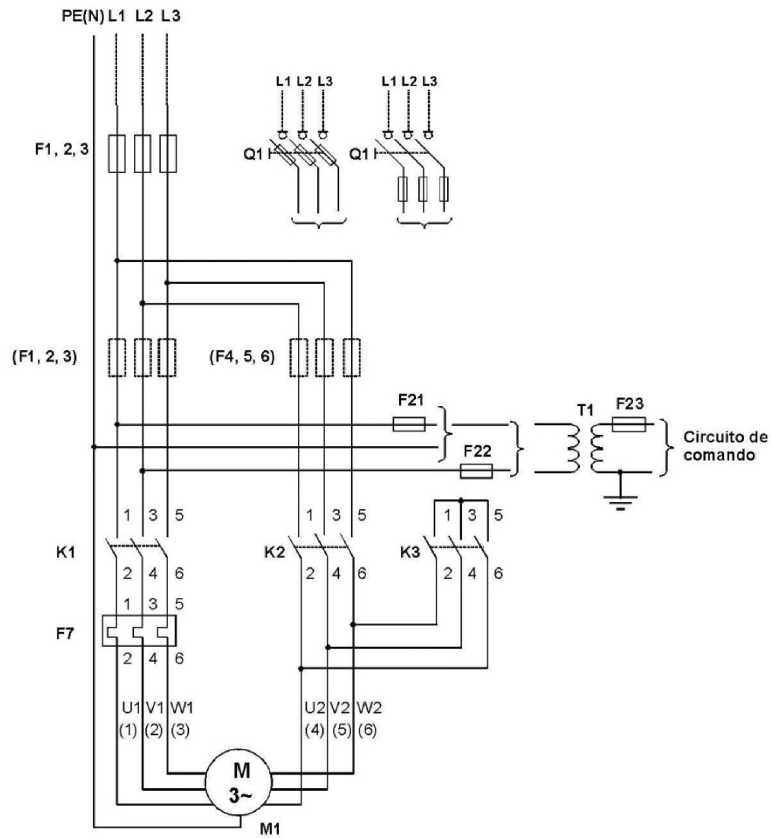 PE(N) L1 L2 L3
L1 L2 L3
L1 L2 L3
F1, 2, 3
Q1
Q1
(F1, 2, 3)
(F4, 5, 6)
F21
F22
T1
F23
Circuito de
comando
1 3 5
K1
2 4 6
1 3 5
K2
2 4 6
1 3 5
K3
2 4 6
1 3 5
F7
2 4 6
U1 V1 W1
(1) (2) (3)
U2 V2 W2
(4) (5) (6)
M
3~
M1